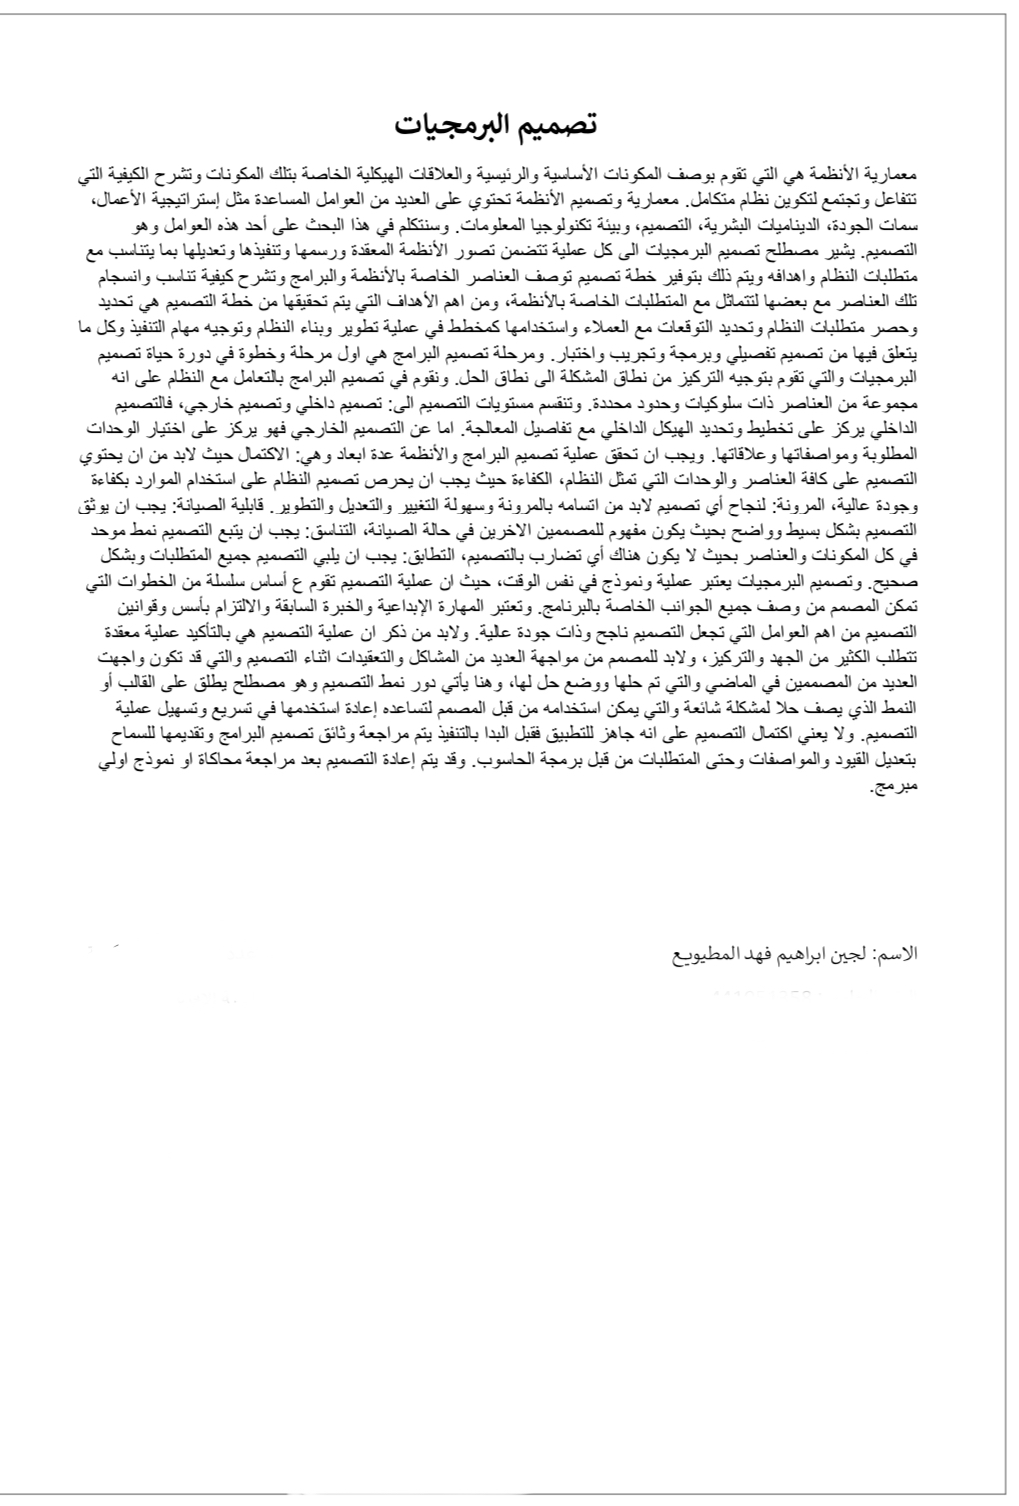 تصميم البرمجيات
معمارية الأنظمة هي التي تقوم بوصف المكونات الأساسية والرئيسية والعلاقات الهيكلية الخاصة بتلك المكونات وتشرح الكيفية التي
تتفاعل وتجتمع لتكوين نظام متكامل. معمارية وتصميم الأنظمة تحتوي على العديد من العوامل المساعدة مثل إستراتيجية الأعمال،
سمات الجودة، الديناميات البشرية، التصميم، وبيئة تكنولوجيا المعلومات. وسنتكلم في هذا البحث على أحد هذه العوامل وهو
التصميم. يشير مصطلح تصميم البرمجيات الى كل عملية تتضمن تصور الأنظمة المعقدة ورسمها وتنفيذها وتعديلها بما يتناسب مع
متطلبات النظام واهدافه ويتم ذلك بتوفير خطة تصميم توصف العناصر الخاصة بالأنظمة والبرامج وتشرح كيفية تناسب وانسجام
تلك العناصر مع بعضها لتتماثل مع المتطلبات الخاصة بالأنظمة، ومن اهم الأهداف التي يتم تحقيقها من خطة التصميم هي تحديد
وحصر متطلبات النظام وتحديد التوقعات مع العملاء واستخدامها كمخطط في عملية تطوير وبناء النظام وتوجيه مهام التنفيذ وكل ما
يتعلق فيها من تصميم تفصيلي وبرمجة وتجريب واختبار. ومرحلة تصميم البرامج هي اول مرحلة وخطوة في دورة حياة تصميم
البرمجيات والتي تقوم بتوجيه التركيز من نطاق المشكلة الى نطاق الحل. ونقوم في تصميم البرامج بالتعامل مع النظام على انه
مجموعة من العناصر ذات سلوكيات وحدود محددة. وتنقسم مستويات التصميم الى: تصميم داخلي وتصميم خارجي، فالتصميم
الداخلي يركز على تخطيط وتحديد الهيكل الداخلي مع تفاصيل المعالجة. اما عن التصميم الخارجي فهو يركز على اختيار الوحدات
المطلوبة ومواصفاتها وعلاقاتها. ويجب ان تحقق عملية تصميم البرامج والأنظمة عدة ابعاد وهي: الاكتمال حيث لابد من ان يحتوي
التصميم على كافة العناصر والوحدات التي تمثل النظام، الكفاءة حيث يجب ان يحرص تصميم النظام على استخدام الموارد بكفاءة
وجودة عالية، المرونة: لنجاح أي تصميم لابد من اتسامه بالمرونة وسهولة التغيير والتعديل والتطوير. قابلية الصيانة: يجب ان يوثق
التصميم بشكل بسيط وواضح بحيث يكون مفهوم للمصممين الاخرين في حالة الصيانة، التناسق: يجب ان يتبع التصميم نمط موحد
في كل المكونات والعناصر بحيث لا يكون هناك أي تضارب بالتصميم، التطابق: يجب ان يلبي التصميم جميع المتطلبات وبشكل
صحيح. وتصميم البرمجيات يعتبر عملية ونموذج في نفس الوقت، حيث ان عملية التصميم تقوم ع أساس سلسلة من الخطوات التي
تمكن المصمم من وصف جميع الجوانب الخاصة بالبرنامج. وتعتبر المهارة الإبداعية والخبرة السابقة والالتزام بأسس وقوانين
التصميم من اهم العوامل التي تجعل التصميم ناجح وذات جودة عالية. ولابد من ذكر ان عملية التصميم هي بالتأكيد عملية معقدة
تتطلب الكثير من الجهد والتركيز، ولابد للمصمم من مواجهة العديد من المشاكل والتعقيدات اثناء التصميم والتي قد تكون واجهت
العديد من المصممين في الماضي والتي تم حلها ووضع حل لها، وهنا يأتي دور نمط التصميم وهو مصطلح يطلق على القالب أو
النمط الذي يصف حلا لمشكلة شائعة والتي يمكن استخدامه من قبل المصمم لتساعده إعادة استخدمها في تسريع وتسهيل عملية
التصميم. ولا يعني اكتمال التصميم على انه جاهز للتطبيق فقبل البدا بالتنفيذ يتم مراجعة وثائق تصميم البرامج وتقديمها للسماح
بتعديل القيود والمواصفات وحتى المتطلبات من قبل برمجة الحاسوب. وقد يتم إعادة التصميم بعد مراجعة محاكاة او نموذج اولي
مبرمج.
الاسم: لجين ابراهيم فهد المطيويع